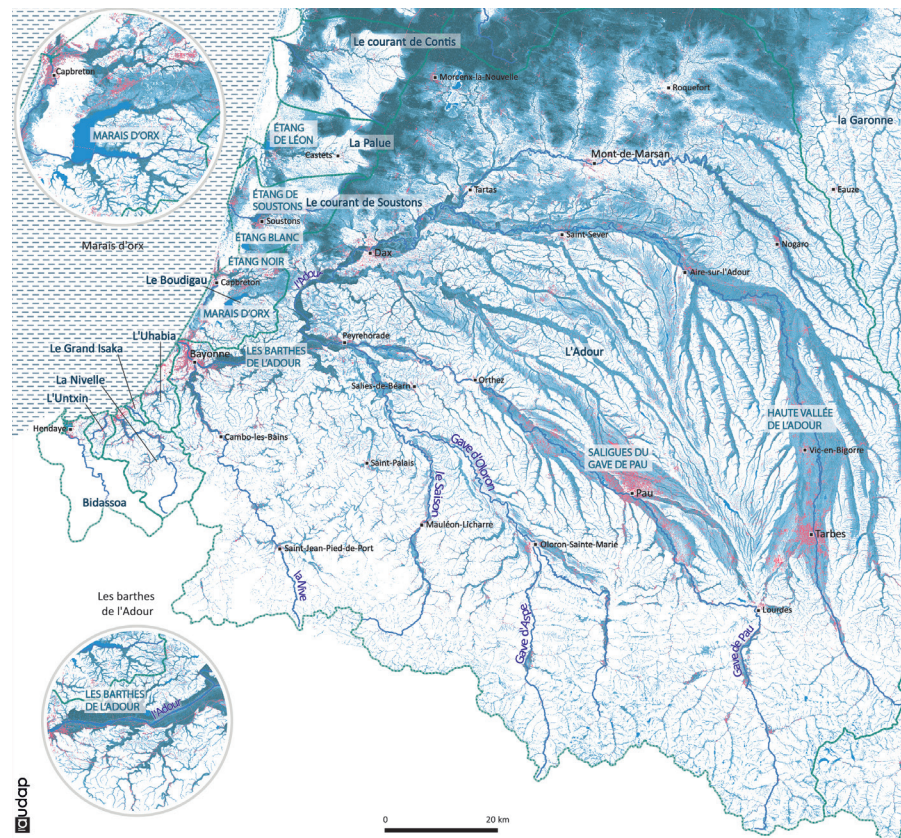 Capbreton
MARAIS D'ORX
Marais d'orx
Le courant de Contis
Morcenx-la-Nouvelle
Roquefort
la Garonne
ÉTANG
DE LÉON
La Palue
Castets
Mont-de-Marsan
Tartas
Eauze
ÉTANG DE
SOUSTONS
Le courant de Soustons
Soustons
ÉTANG BLANC
Saint-Sever
Nogaro
Dax
ÉTANG NOIR
Aire-sur-l'Adour
l'Adour
Le Boudigau
Capbreton
MARAIS D'ORX
L'Uhabia
Peyrehorade
Le Grand Isaka
Bayonne
LES BARTHES
DE L'ADOUR
L'Adour
La Nivelle
Salies-de-Béarn
Orthez
L'Untxin
HAUTE VALLÉE
DE L'ADOUR
Hendaye
Cambo-les-Bains
Gave d'Oloron
SALIGUES DU
GAVE DE PAU
Vic-en-Bigorre
Saint-Palais
le Saison
Pau
Bidassoa
Mauléon-Licharre
Tarbes
Saint-Jean-Pied-de-Port
Oloron-Sainte-Marie
la Nive
Les barthes
de l'Adour
Lourdes
Gave d'Aspe
Gave de Pau
LES BARTHES
DE L'ADOUR
l'Adour
audap
0 20 km